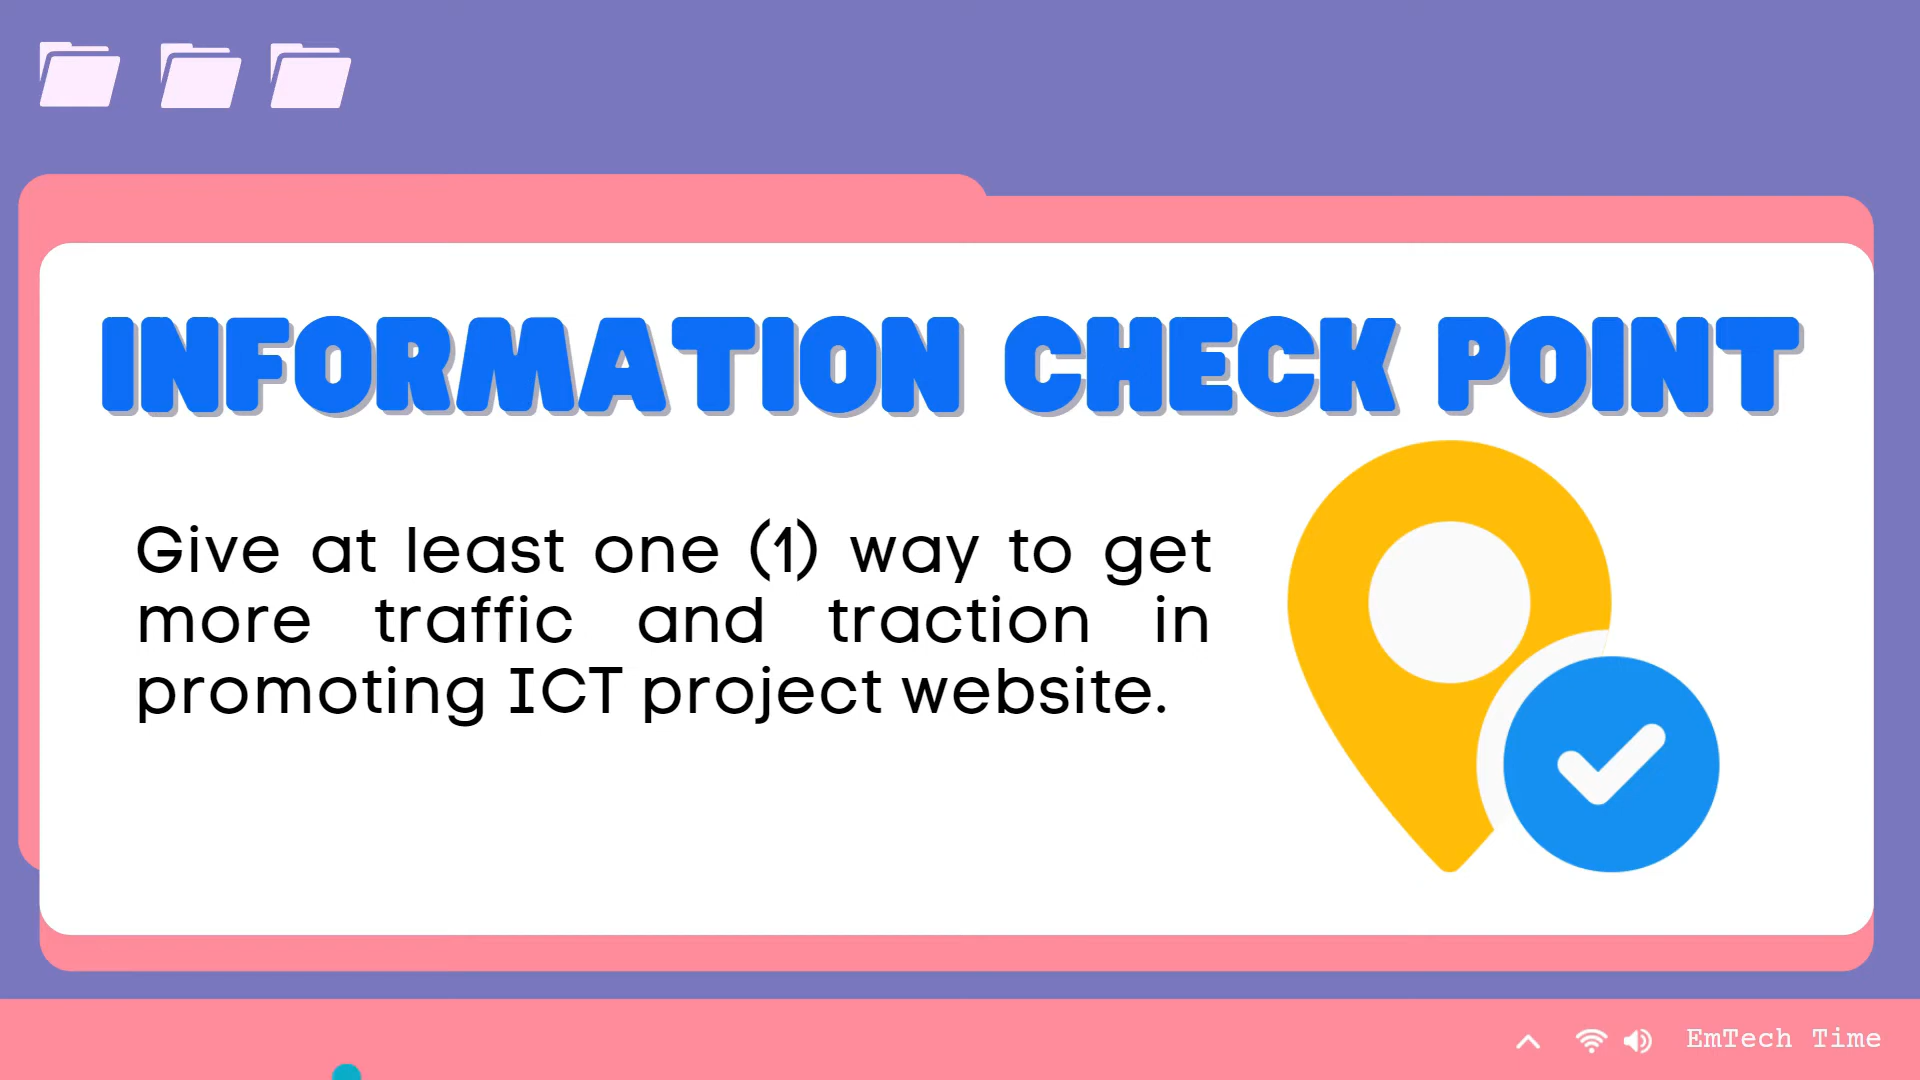 INFORMATION CHECK POINT
Give at least one (1) way to get
more traffic and traction in
promoting ICT project website.
EmTech Time